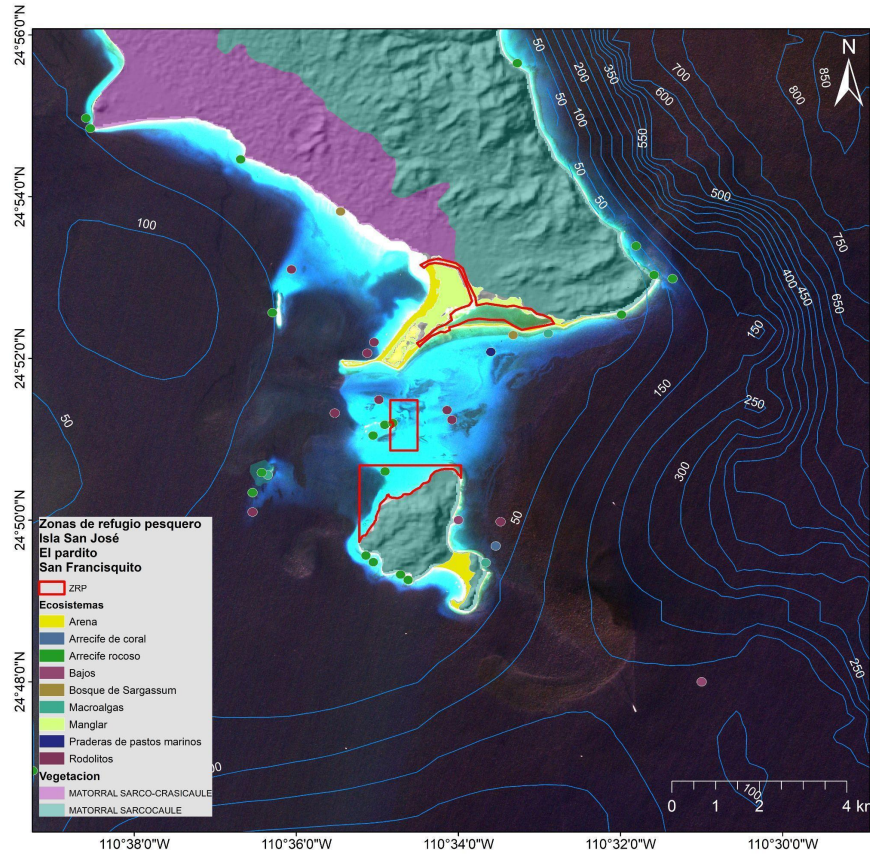 24°56'0"N
24°54'0"N
24°52'0"N
24°50'0"N
24°48'0"N
N
50
200
350
50
100
50
50
700
600
550
850
800
500
750
400
450
650
150
150
250
300
50
250
100
100
50
00
Zonas de refugio pesquero
Isla San José
El pardito
San Francisquito
ZRP
Ecosistemas
Arena
Arrecife de coral
Arrecife rocoso
Bajos
Bosque de Sargassum
Macroalgas
Manglar
Praderas de pastos marinos
Rodolitos
Vegetacion
MATORRAL SARCO-CRASICAULE
MATORRAL SARCOCAULE
0 1 2 4 km
110°38'0"W 110°36'0"W 110°34'0"W 110°32'0"W 110°30'0"W